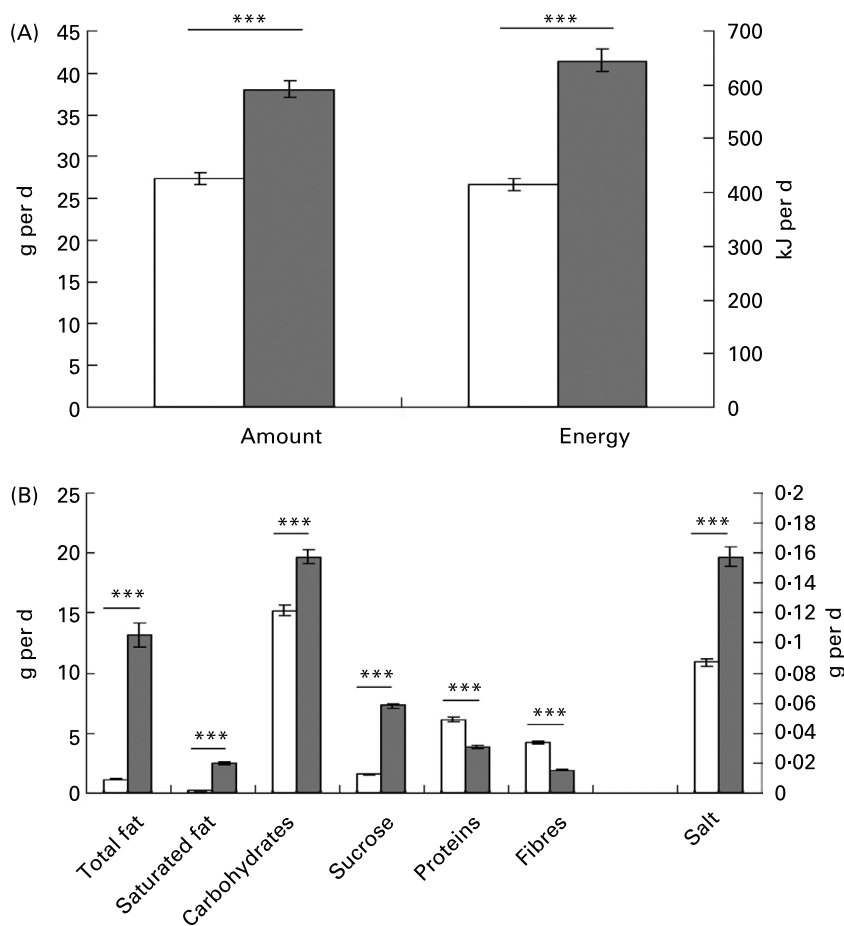 (A)
***
***
45
40
35
30
25
20
15
10
5
0
g per d
700
600
500
400
300
200
100
0
kJ per d
Amount
Energy
(B)
25
20
15
10
5
0
g per d
***
***
***
***
***
***
***
0·2
0·18
0·16
0·14
0·12
0·1
0·08
0·06
0·04
0·02
0
g per d
Total fat
Saturated fat
Carbohydrates
Sucrose
Proteins
Fibres
Salt